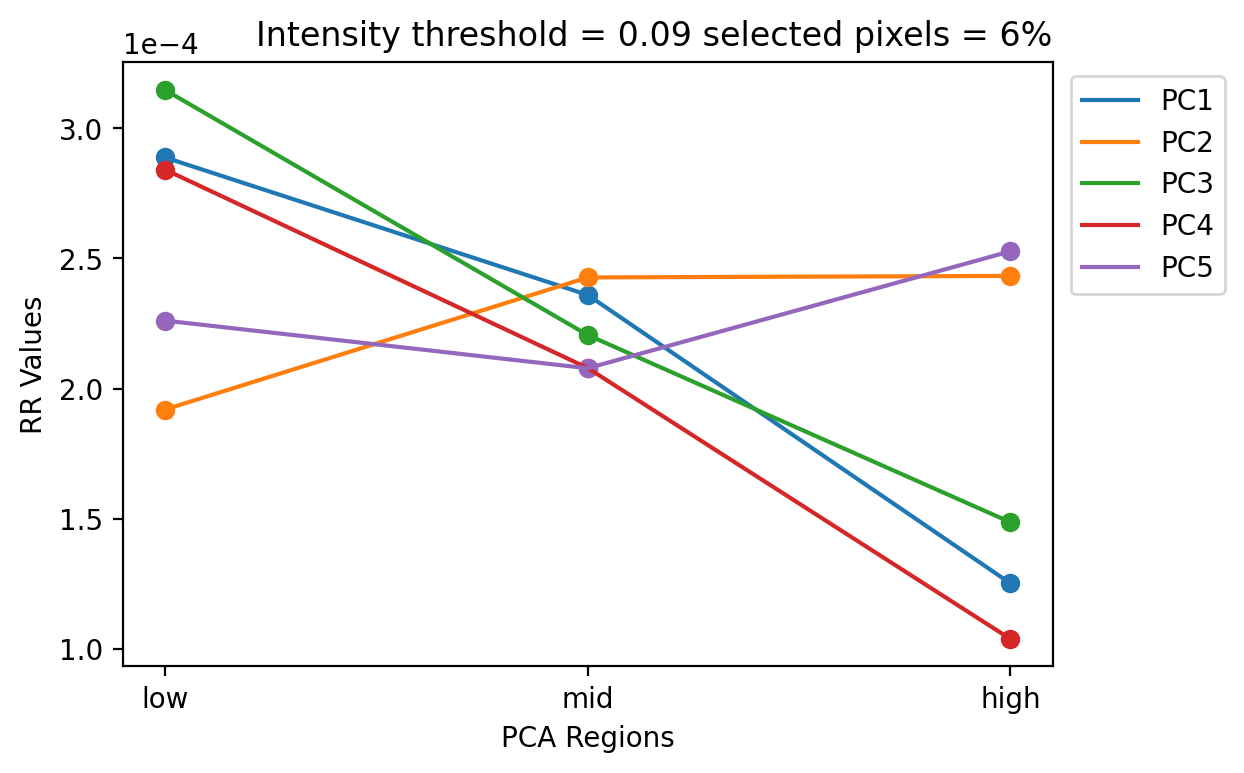 Intensity threshold = 0.09 selected pixels = 6%
1e−4
3.0
2.5
2.0
1.5
1.0
RR Values
low
mid
high
PCA Regions
PC1
PC2
PC3
PC4
PC5